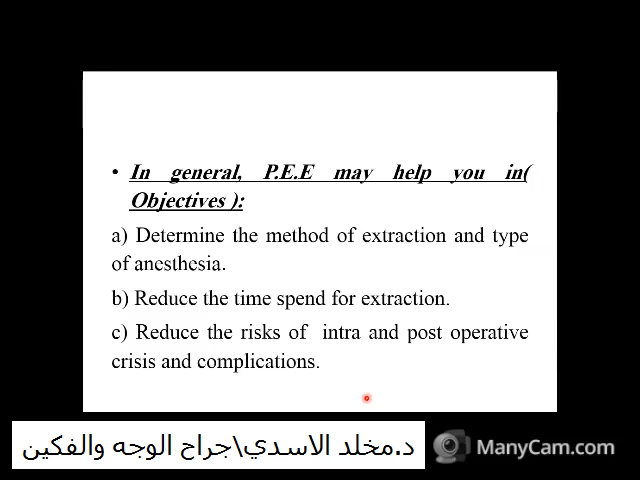 • In general, P.E.E may help you in(
Objectives ):
a) Determine the method of extraction and type
of anesthesia.
b) Reduce the time spend for extraction.
c) Reduce the risks of intra and post operative
crisis and complications.
د.مخلد الاسدي\جراح الوجه والفكين
ManyCam.com